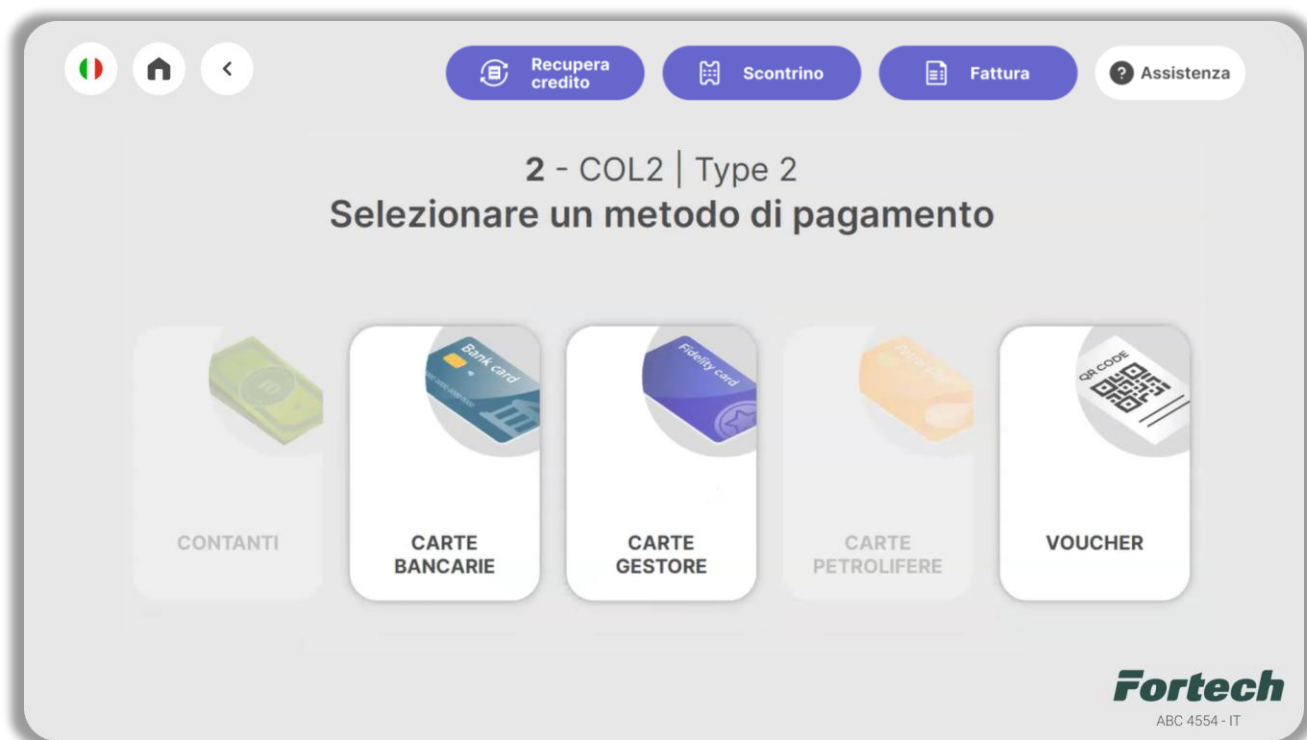 Recupera
credito
Scontrino
Fattura
? Assistenza
2 - COL2 | Type 2
Selezionare un metodo di pagamento
Bank card
Fidelity card
QR CODE
CONTANTI
CARTE
BANCARIE
CARTE
GESTORE
CARTE
PETROLIFERE
VOUCHER
Fortech
ABC 4554 - IT